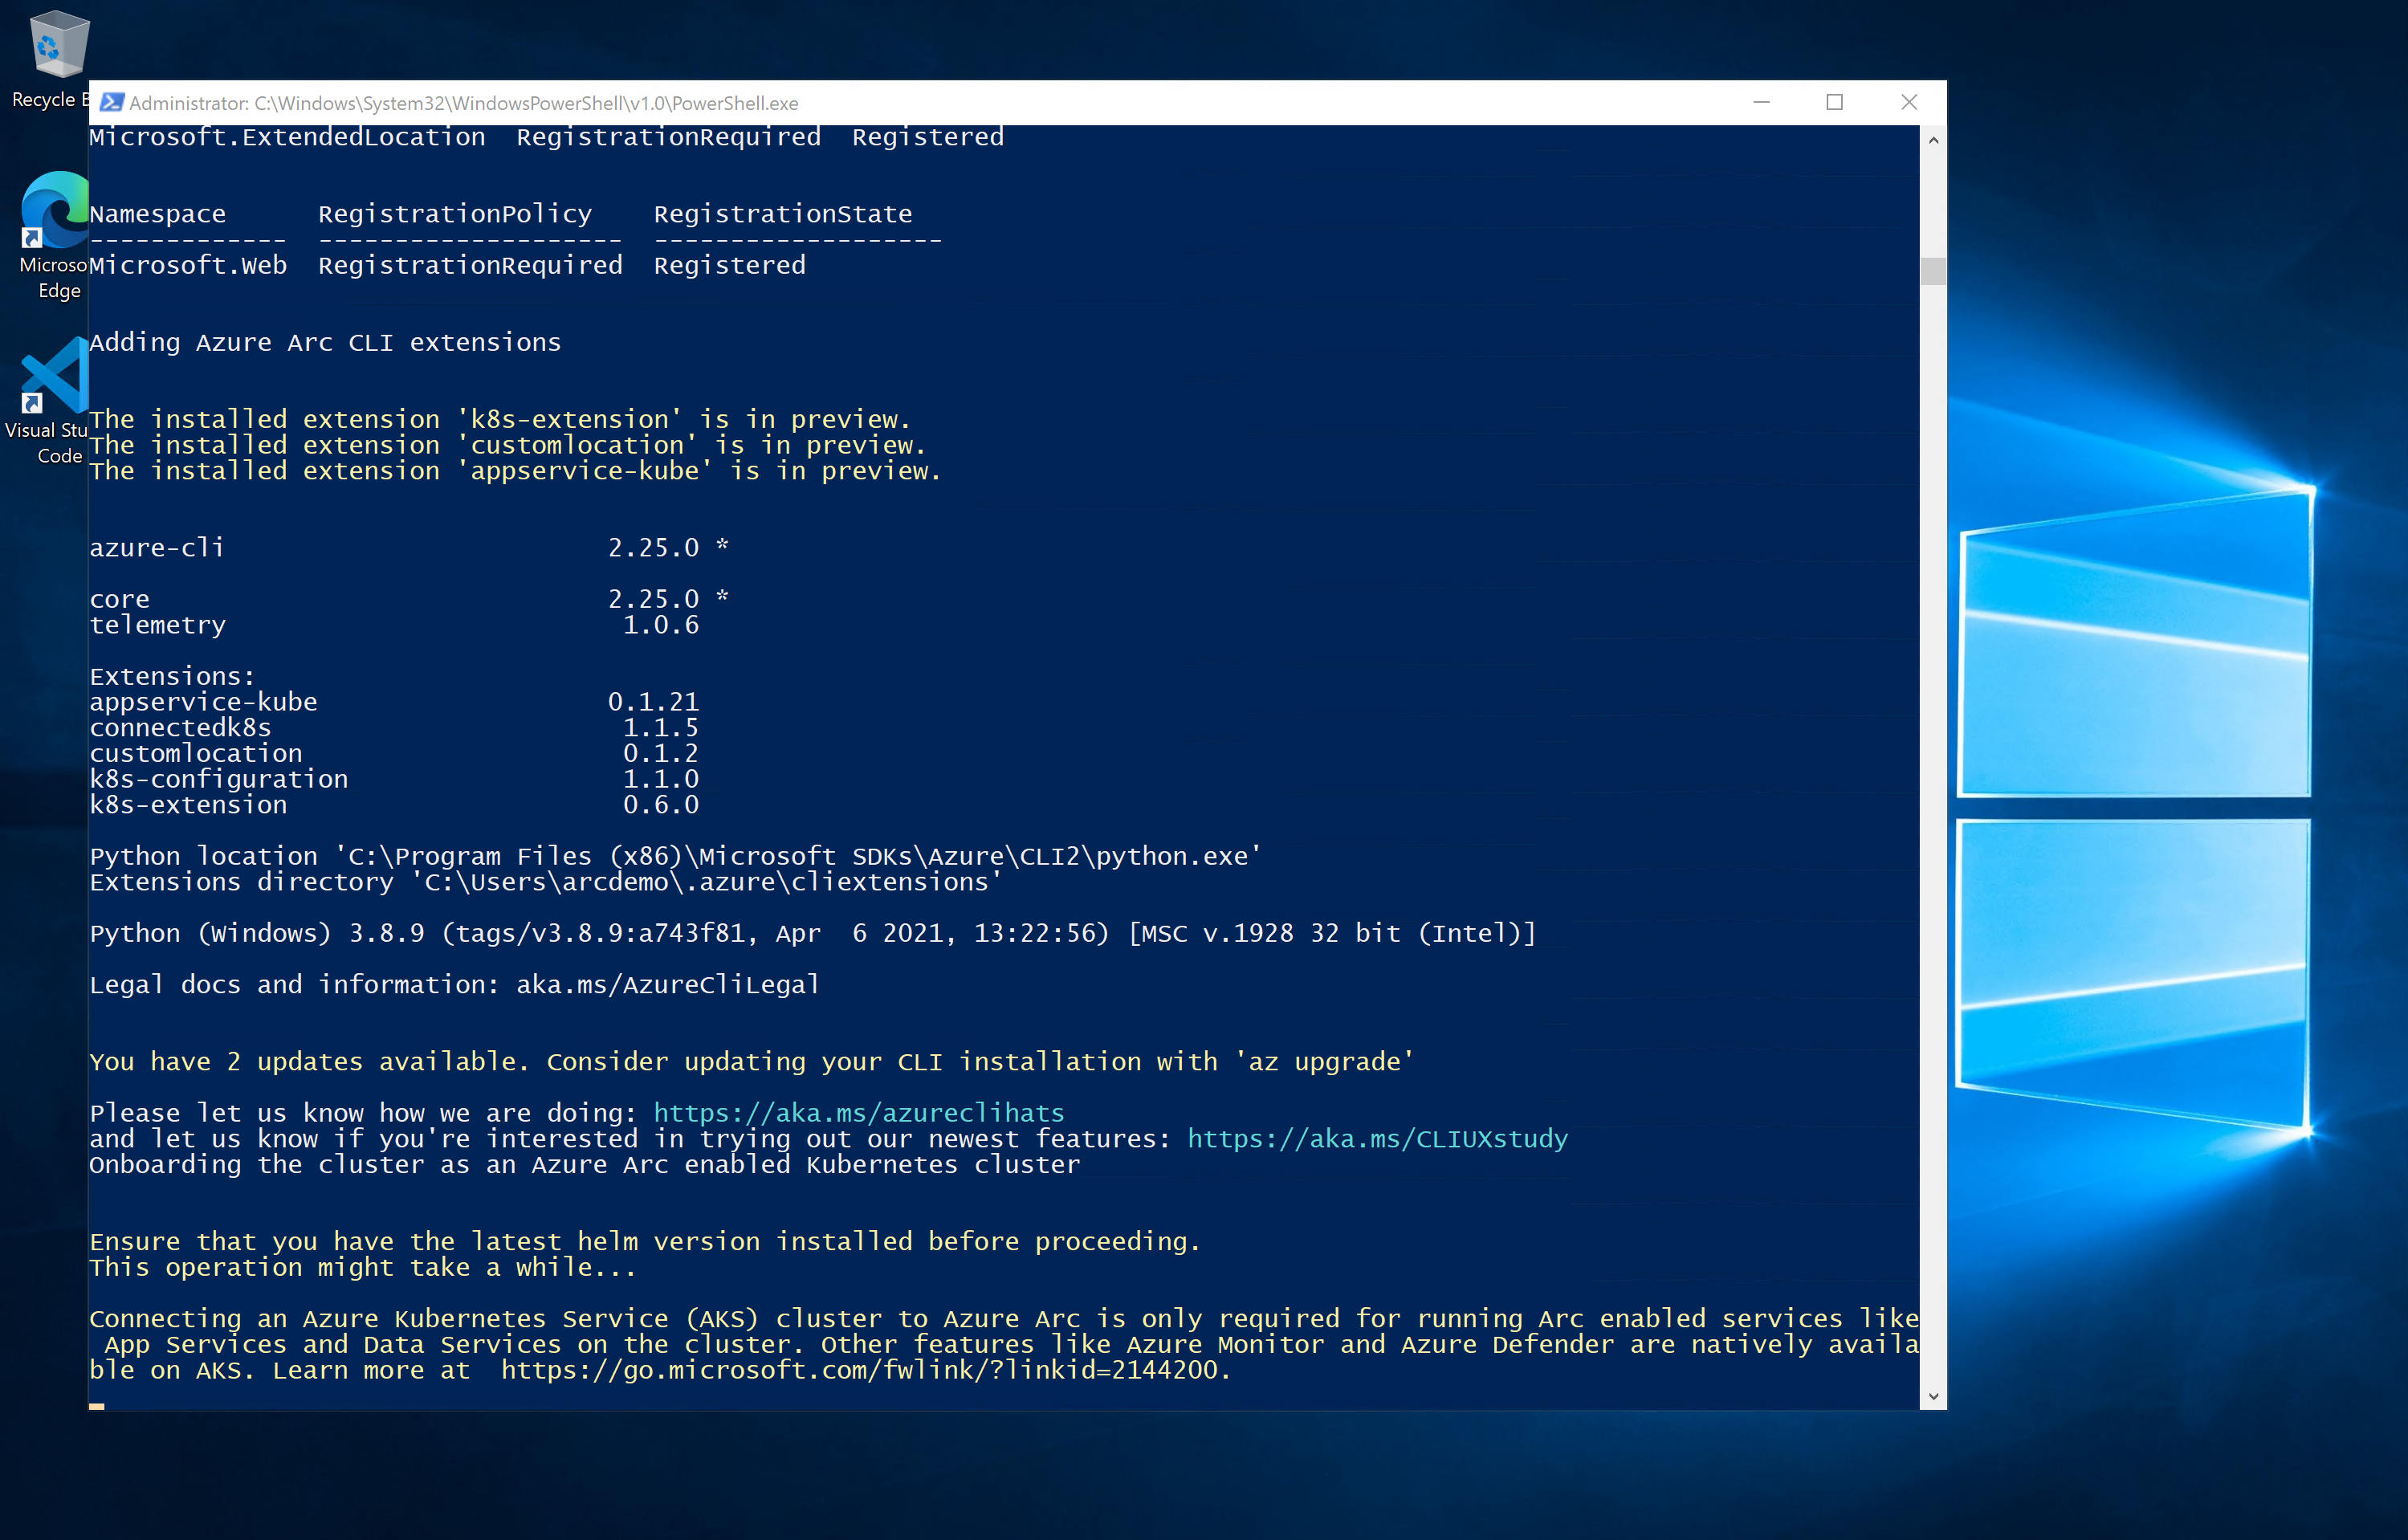 Recycle B
Microso
Edge
Visual Stu
Code
Administrator: C:\Windows\System32\WindowsPowerShell\v1.0\PowerShell.exe
Microsoft.ExtendedLocation  RegistrationRequired  Registered
Namespace      RegistrationPolicy    RegistrationState
-------------  --------------------  -------------------
Microsoft.Web  RegistrationRequired  Registered
Adding Azure Arc CLI extensions
The installed extension 'k8s-extension' is in preview.
The installed extension 'customlocation' is in preview.
The installed extension 'appservice-kube' is in preview.
azure-cli                         2.25.0 *
core                              2.25.0 *
telemetry                          1.0.6
Extensions:
appservice-kube                   0.1.21
connectedk8s                       1.1.5
customlocation                     0.1.2
k8s-configuration                  1.1.0
k8s-extension                      0.6.0
Python location 'C:\Program Files (x86)\Microsoft SDKs\Azure\CLI2\python.exe'
Extensions directory 'C:\Users\arcdemo\.azure\cliextensions'
Python (Windows) 3.8.9 (tags/v3.8.9:a743f81, Apr  6 2021, 13:22:56) [MSC v.1928 32 bit (Intel)]
Legal docs and information: aka.ms/AzureCliLegal
You have 2 updates available. Consider updating your CLI installation with 'az upgrade'
Please let us know how we are doing: https://aka.ms/azureclihats
and let us know if you're interested in trying out our newest features: https://aka.ms/CLIUXstudy
Onboarding the cluster as an Azure Arc enabled Kubernetes cluster
Ensure that you have the latest helm version installed before proceeding.
This operation might take a while...
Connecting an Azure Kubernetes Service (AKS) cluster to Azure Arc is only required for running Arc enabled services like
 App Services and Data Services on the cluster. Other features like Azure Monitor and Azure Defender are natively availa
ble on AKS. Learn more at  https://go.microsoft.com/fwlink/?linkid=2144200.